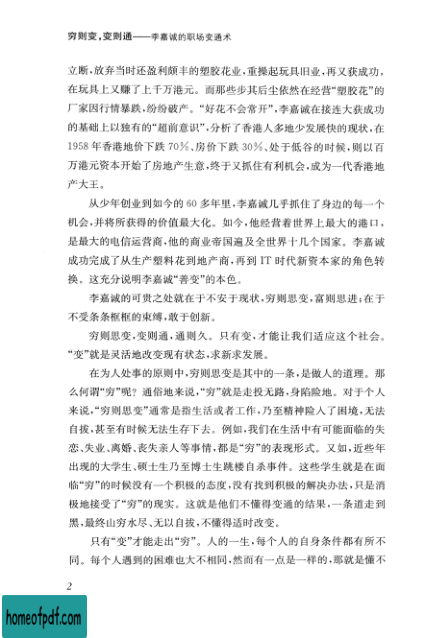 穷则变,变则通——李嘉诚的职场变通术
立断,放弃当时还盈利颇丰的塑胶花业,重操起玩具旧业,再又获成功,
在玩具上又赚了上千万港元。而那些步其后尘依然在经营“塑胶花”的
厂家因行情暴跌,纷纷破产。“好花不会常开”,李嘉诚在接连大获成功
的基础上以独有的“超前意识”,分析了香港人多地少发展快的现状,在
1958 年香港地价下跌 70%、房价下跌 30%、处于低谷的时候,则以百
万港元资本开始了房地产生意,终于又抓住有利机会,成为一代香港地
产大王。
从少年创业到如今的 60 多年里,李嘉诚几乎抓住了身边的每一个
机会,并将所获得的价值最大化。如今,他经营着世界上最大的港口,
是最大的电信运营商,他的商业帝国遍及全世界十几个国家。李嘉诚
成功完成了从生产塑料花到地产商,再到 IT 时代新资本家的角色转
换。这充分说明李嘉诚“善变”的本色。
李嘉诚的可贵之处就在于不安于现状,穷则思变,富则思进;在于
不受条条框框的束缚,敢于创新。
穷则思变,变则通,通则久。只有变,才能让我们适应这个社会。
“变”就是灵活地改变现有状态,求新求发展。
在为人处事的原则中,穷则思变是其中的一条,是做人的道理。那
么何谓“穷”呢？通俗地来说,“穷”就是走投无路,身陷险地。对于个人
来说,“穷则思变”通常是指生活或者工作,乃至精神陷入了困境,无法
自拔,甚至有时候无法生存下去。例如,我们在生活中有可能面临的失
恋、失业、离婚、丧失亲人等事情,都是“穷”的表现形式。又如,近些年
出现的大学生、硕士生乃至博士生跳楼自杀事件。这些学生就是在面
临“穷”的时候没有一个积极的态度,没有找到积极的解决办法,只是消
极地接受了“穷”的现实。这就是他们不懂得变通的结果,一条道走到
黑,最终山穷水尽、无以自拔,不懂得适时改变。
只有“变”才能走出“穷”。人的一生,每个人的自身条件都有所不
同。每个人遇到的困难也大不相同,然而有一点是一样的,那就是懂不
2
homeofpdf.com